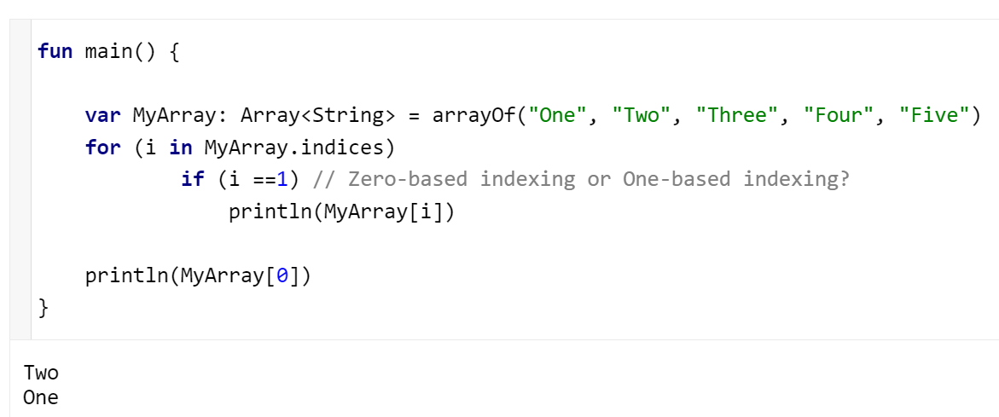 fun main() {
var MyArray: Array<String> = arrayOf("One", "Two", "Three", "Four", "Five")
for (i in MyArray.indices)
if (i ==1) // Zero-based indexing or One-based indexing?
println(MyArray[i])
println(MyArray[0])
}
Two
One